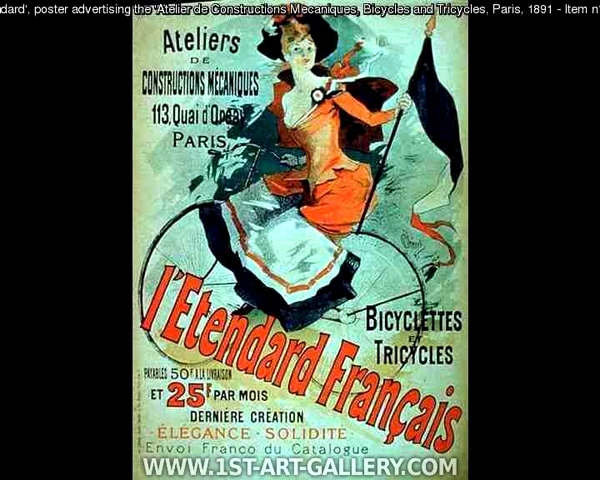 dard', poster advertising the 'Atelier de Constructions Mecaniques, Bicycles and Tricycles, Paris, 1891 - Item n°
Ateliers
DE
CONSTRUCTIONS MÉCANIQUES
113, Quai d'Orsay
PARIS
l'Etendard Français
BICYCLETTES
ET
TRICYCLES
PAYABLES 50F A LA LIVRAISON
ET 25F PAR MOIS
DERNIÈRE CRÉATION
ÉLÉGANCE · SOLIDITÉ
Envoi Franco du Catalogue
WWW.1ST-ART-GALLERY.COM